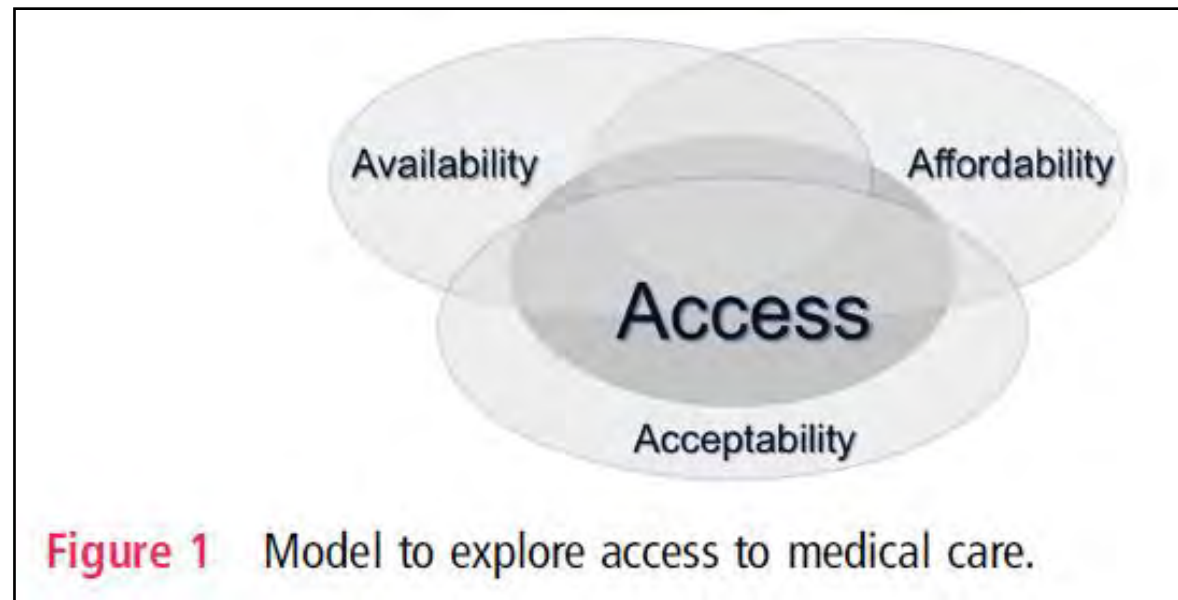 Availability
Affordability
Access
Acceptability
Figure 1 Model to explore access to medical care.